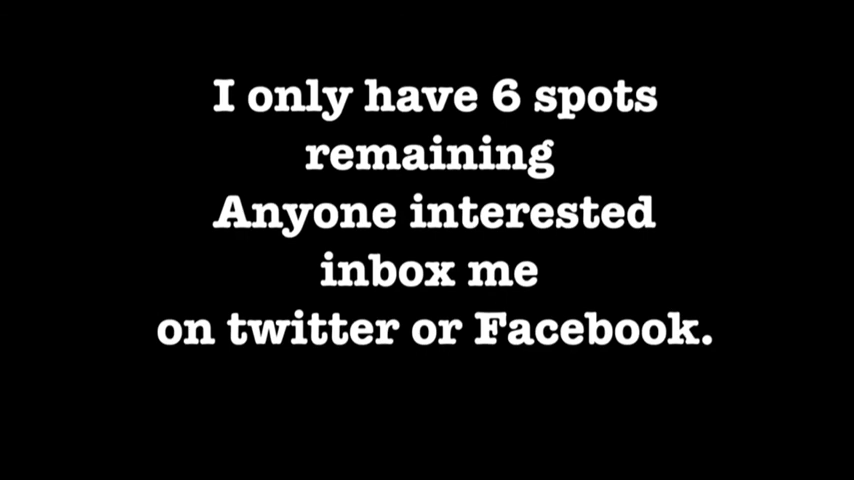 I only have 6 spots
remaining
Anyone interested
inbox me
on twitter or Facebook.